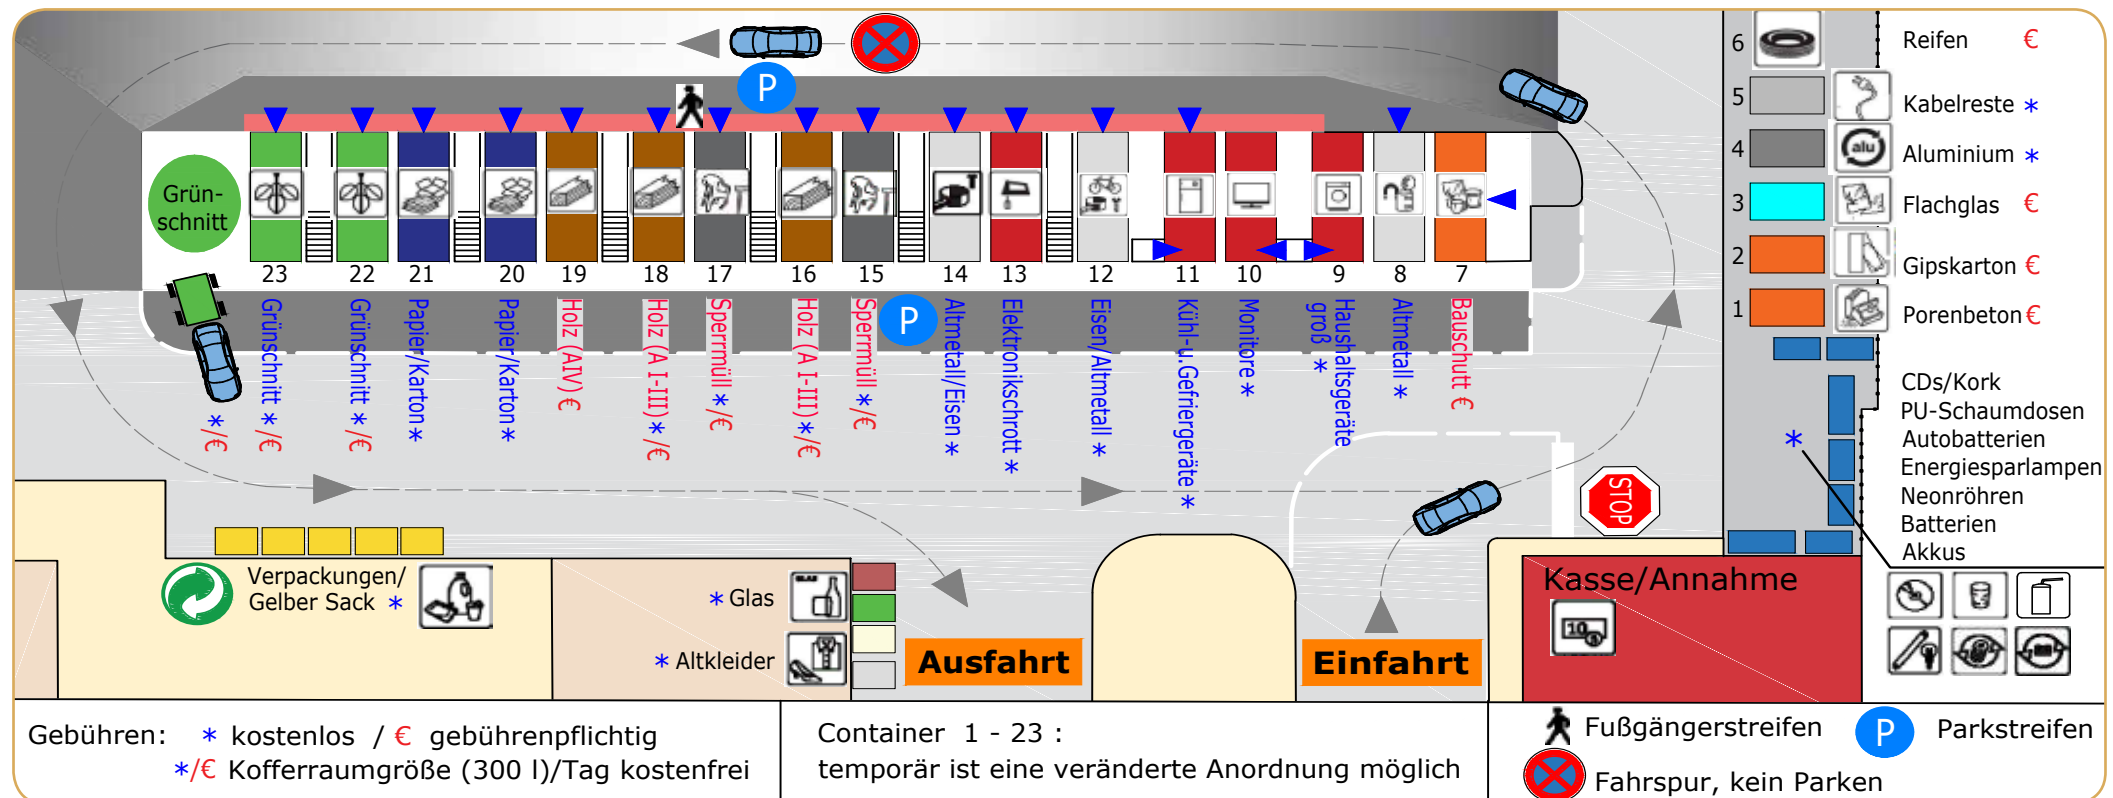 P
6
Reifen €
5
Kabelreste *
4
Aluminium *
alu
3
Flachglas €
2
Gipskarton €
1
Porenbeton €
Grün-
schnitt
23
22
21
20
19
18
17
16
15
14
13
12
11
10
9
8
7
*/€
Grünschnitt */€
Grünschnitt */€
Papier/Karton *
Papier/Karton *
Holz (AIV) €
Holz (A I-III) */€
Sperrmüll */€
Holz (A I-III) */€
Sperrmüll */€
P
Altmetall/Eisen *
Elektronikschrott *
Eisen/Altmetall *
Kühl-u.Gefriergeräte *
Monitore *
Haushaltsgeräte
groß *
Altmetall *
Bauschutt €
STOP
CDs/Kork
PU-Schaumdosen
* Autobatterien
Energiesparlampen
Neonröhren
Batterien
Akkus
Verpackungen/
Gelber Sack *
* Glas
GLAS
* Altkleider
Ausfahrt
Einfahrt
Kasse/Annahme
10
Gebühren: * kostenlos / € gebührenpflichtig
*/€ Kofferraumgröße (300 l)/Tag kostenfrei
Container 1 - 23 :
temporär ist eine veränderte Anordnung möglich
Fußgängerstreifen
P Parkstreifen
Fahrspur, kein Parken